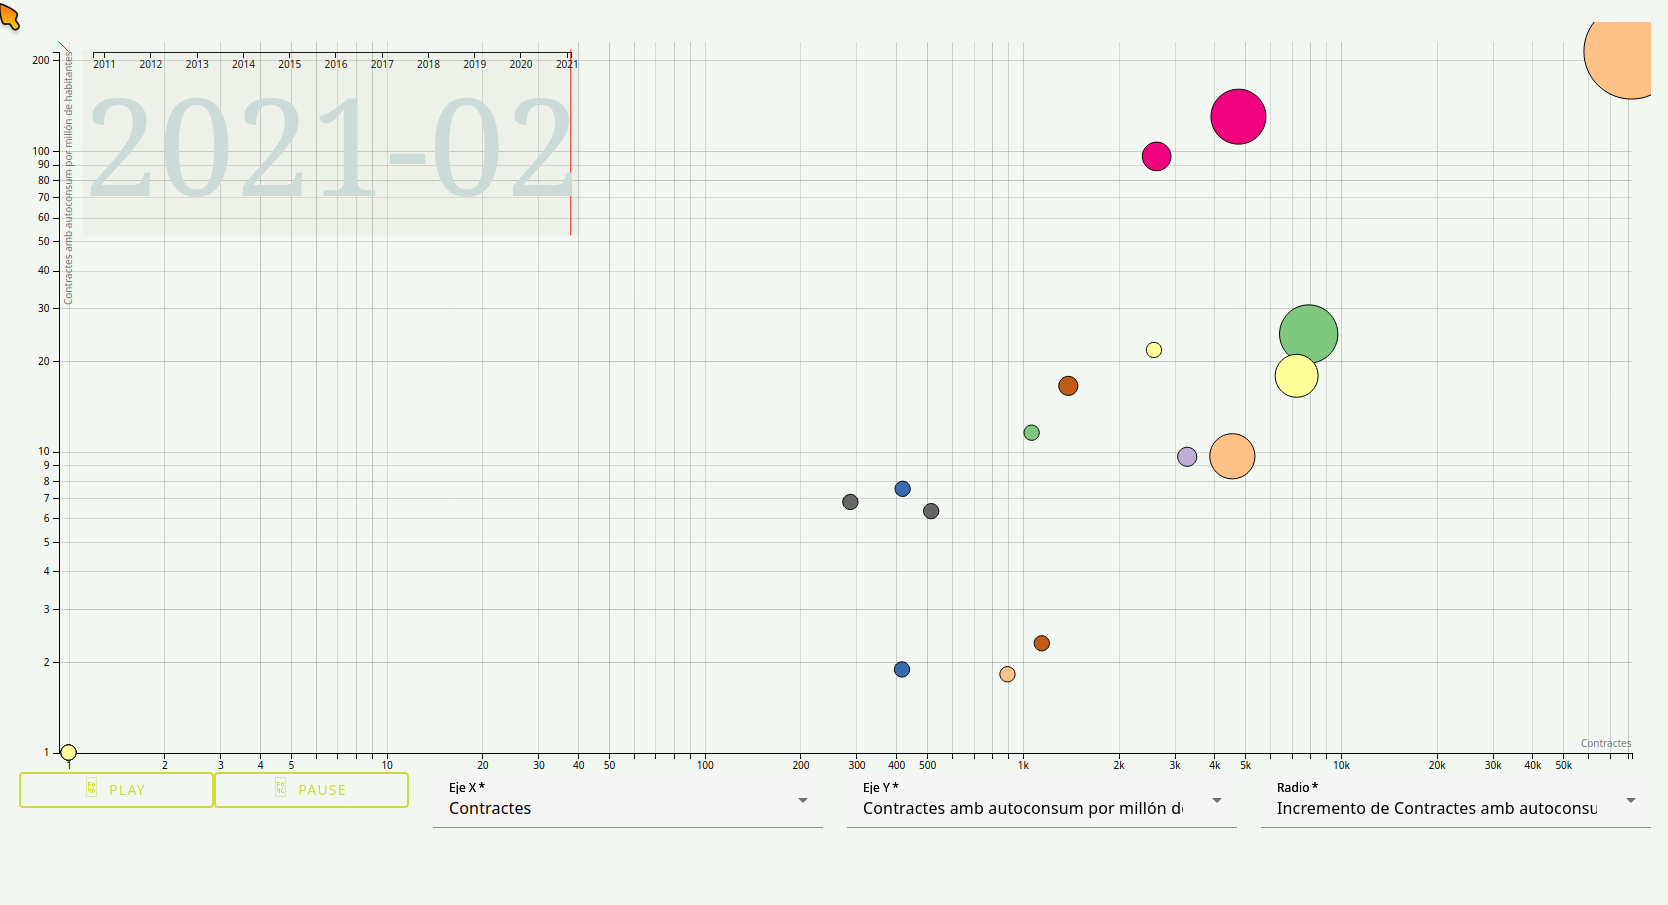 2011 2012 2013 2014 2015 2016 2017 2018 2019 2020 2021
2021-02
Contractes amb autoconsum por millón de habitantes
200
100
90
80
70
60
50
40
30
20
10
9
8
7
6
5
4
3
2
1
Contractes
1 2 3 4 5 10 20 30 40 50 100 200 300 400 500 1k 2k 3k 4k 5k 10k 20k 30k 40k 50k
PLAY
PAUSE
Eje X *
Contractes
Eje Y *
Contractes amb autoconsum por millón d
Radio *
Incremento de Contractes amb autoconsu